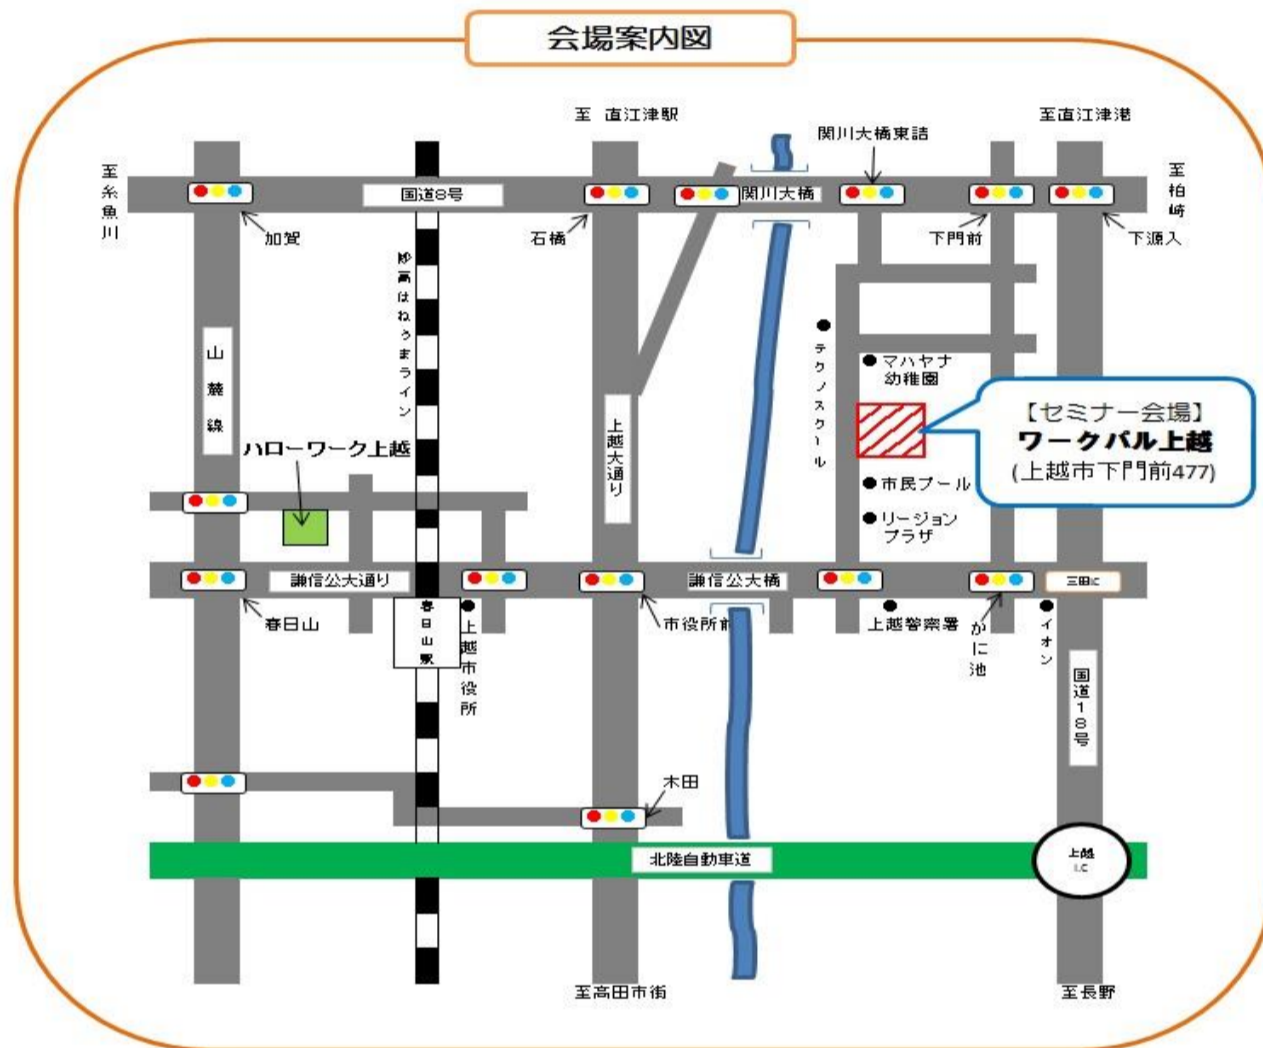 会場案内図
至 直江津駅
至直江津港
関川大橋東詰
至糸魚川
国道8号
関川大橋
至柏崎
加賀
石橋
下門前
下源入
妙高はねうまライン
山麓線
テクノスクール
マハヤナ
幼稚園
【セミナー会場】
ワークパル上越
(上越市下門前477)
上越大通り
ハローワーク上越
市民プール
リージョン
プラザ
謙信公大通り
謙信公大橋
三田IC
春日山
春日山駅
上越市役所
市役所前
上越警察署
かに池
イオン
国道18号
木田
北陸自動車道
上越
I.C
至高田市街
至長野